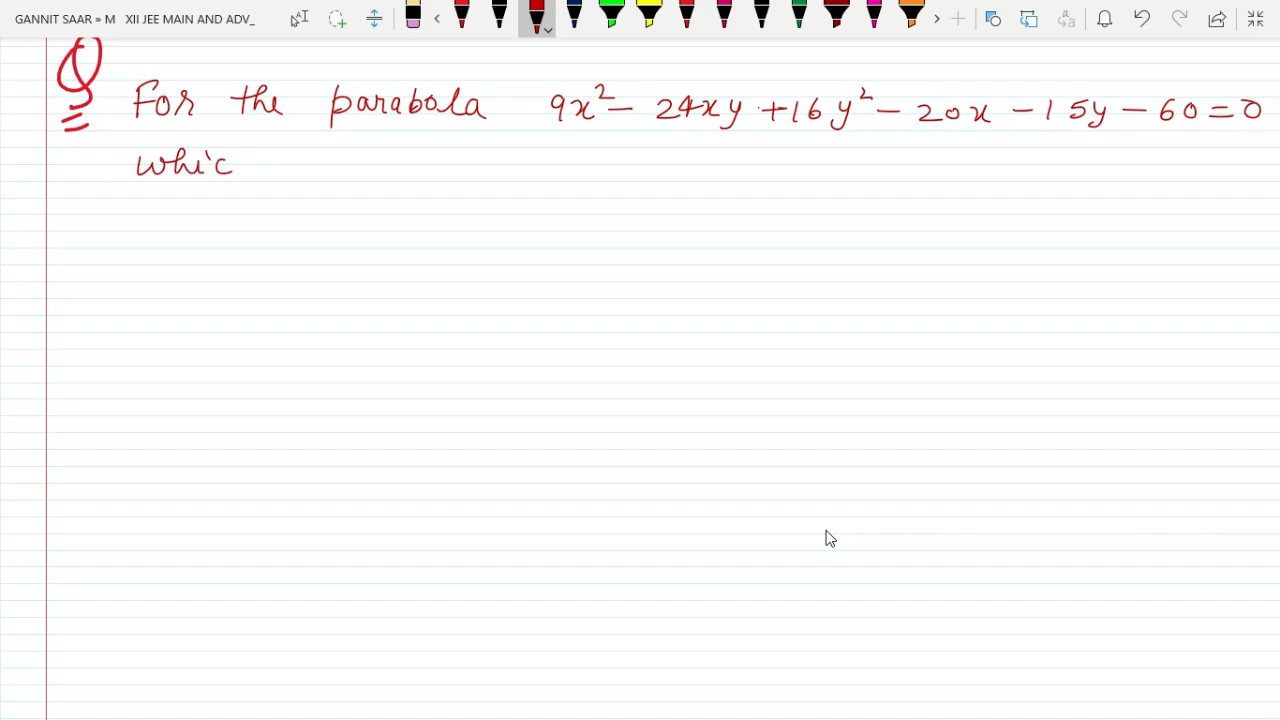 GANNIT SAAR » M XII JEE MAIN AND ADV_
Q
For the parabola 9x² - 24xy + 16y² - 20x - 15y - 60 = 0
whic